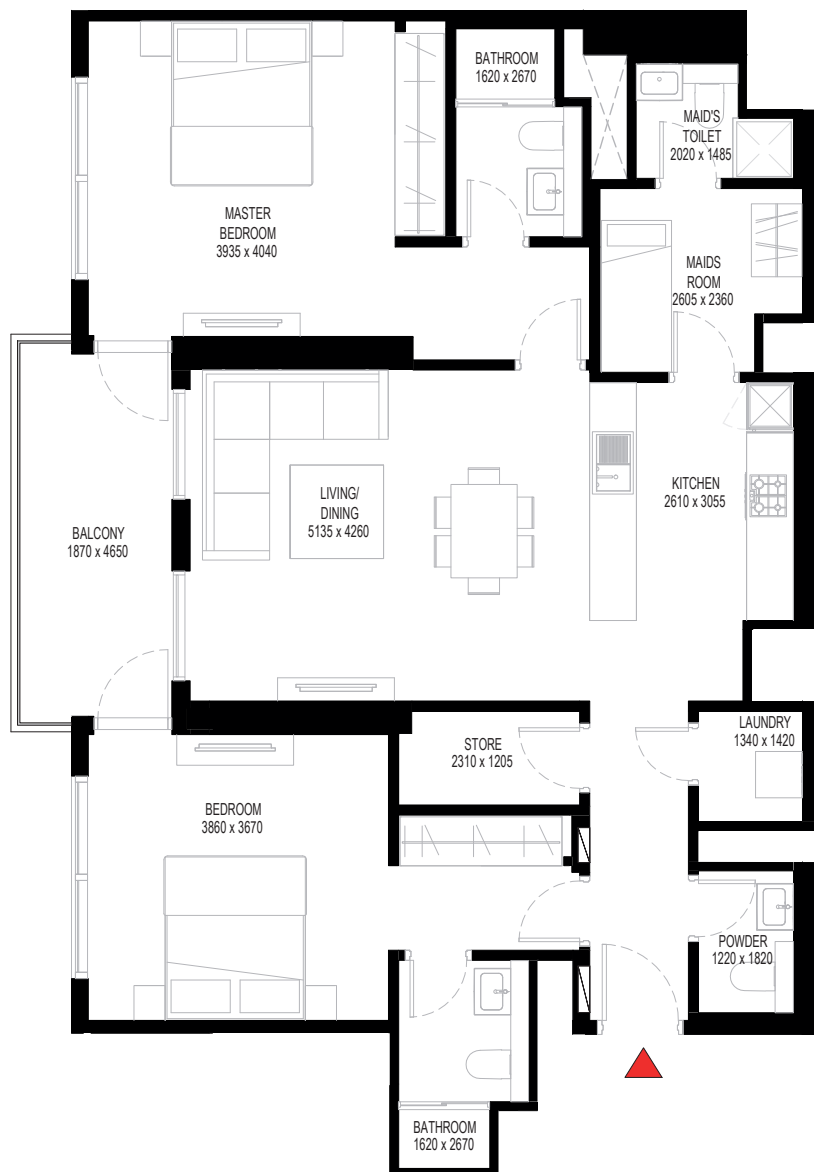 BATHROOM
1620 x 2670
MAID'S
TOILET
2020 x 1485
MASTER
BEDROOM
3935 x 4040
MAIDS
ROOM
2605 x 2360
LIVING/
DINING
5135 x 4260
KITCHEN
2610 x 3055
BALCONY
1870 x 4650
STORE
2310 x 1205
LAUNDRY
1340 x 1420
BEDROOM
3860 x 3670
POWDER
1220 x 1820
BATHROOM
1620 x 2670